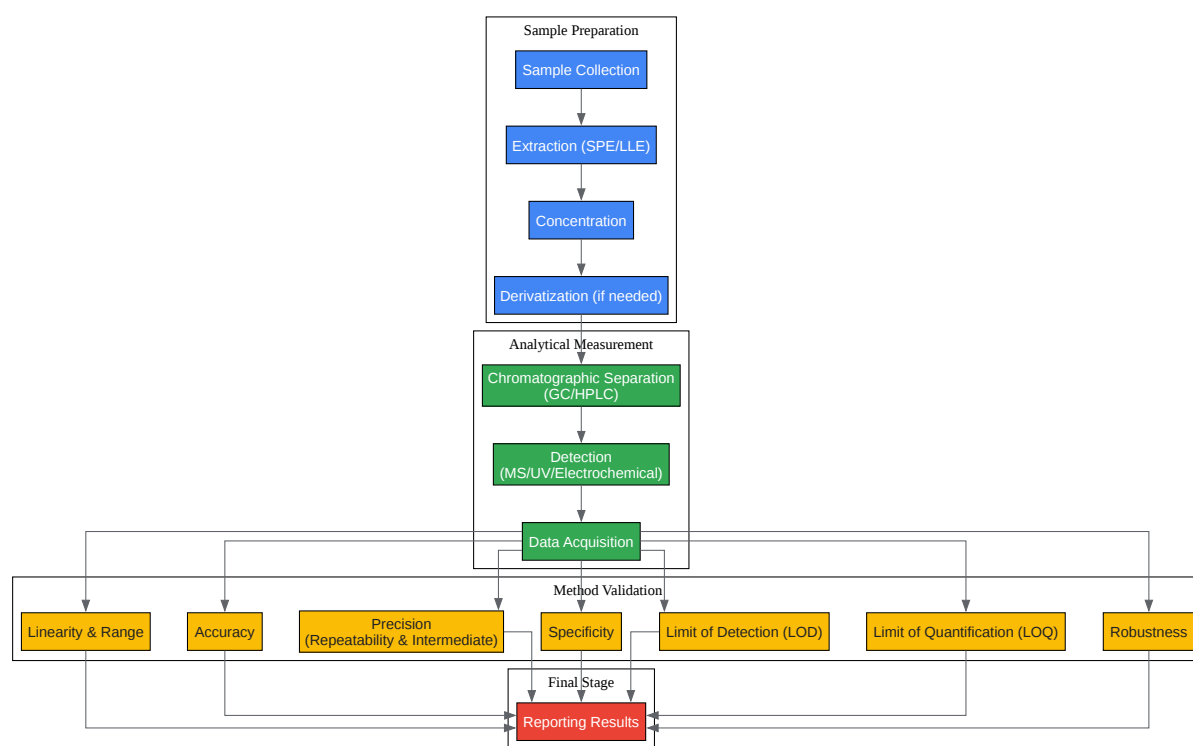 Sample Preparation
Sample Collection
Extraction (SPE/LLE)
Concentration
Derivatization (if needed)
Analytical Measurement
Chromatographic Separation
(GC/HPLC)
Detection
(MS/UV/Electrochemical)
Data Acquisition
Method Validation
Linearity & Range
Accuracy
Precision
(Repeatability & Intermediate)
Specificity
Limit of Detection (LOD)
Limit of Quantification (LOQ)
Robustness
Final Stage
Reporting Results